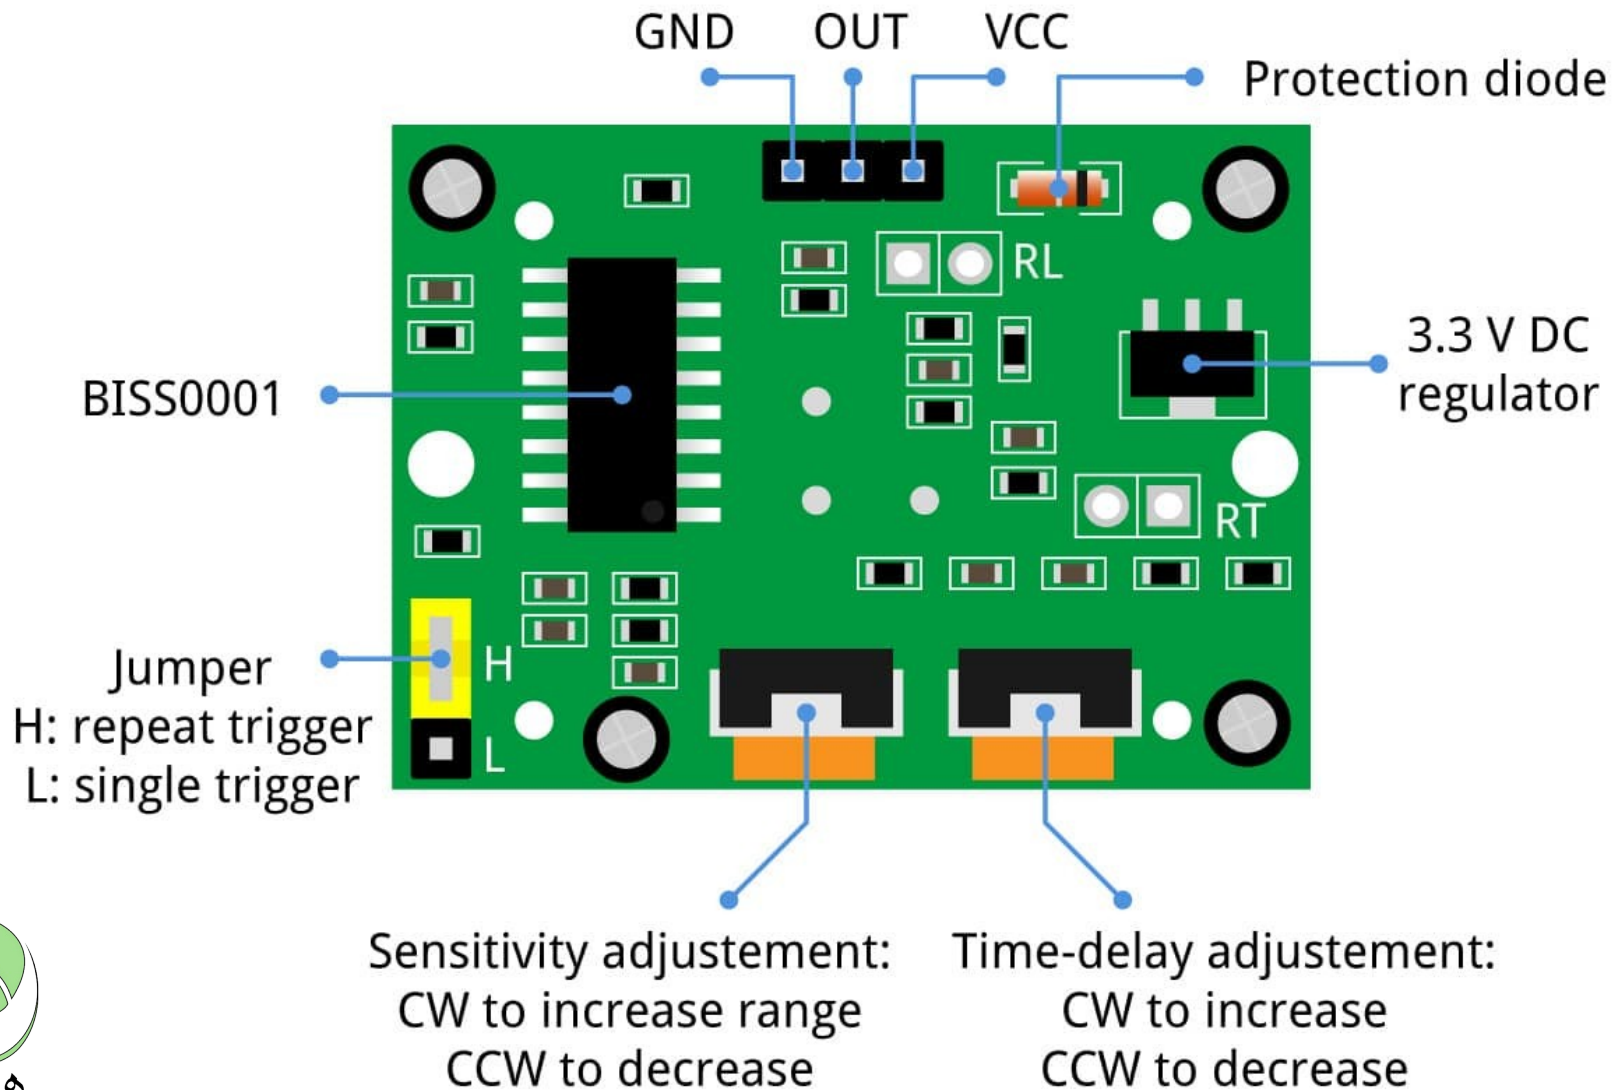 GND OUT VCC
Protection diode
RL
3.3 V DC
regulator
BISS0001
RT
Jumper
H: repeat trigger
L: single trigger
H
L
Sensitivity adjustement:
CW to increase range
CCW to decrease
Time-delay adjustement:
CW to increase
CCW to decrease